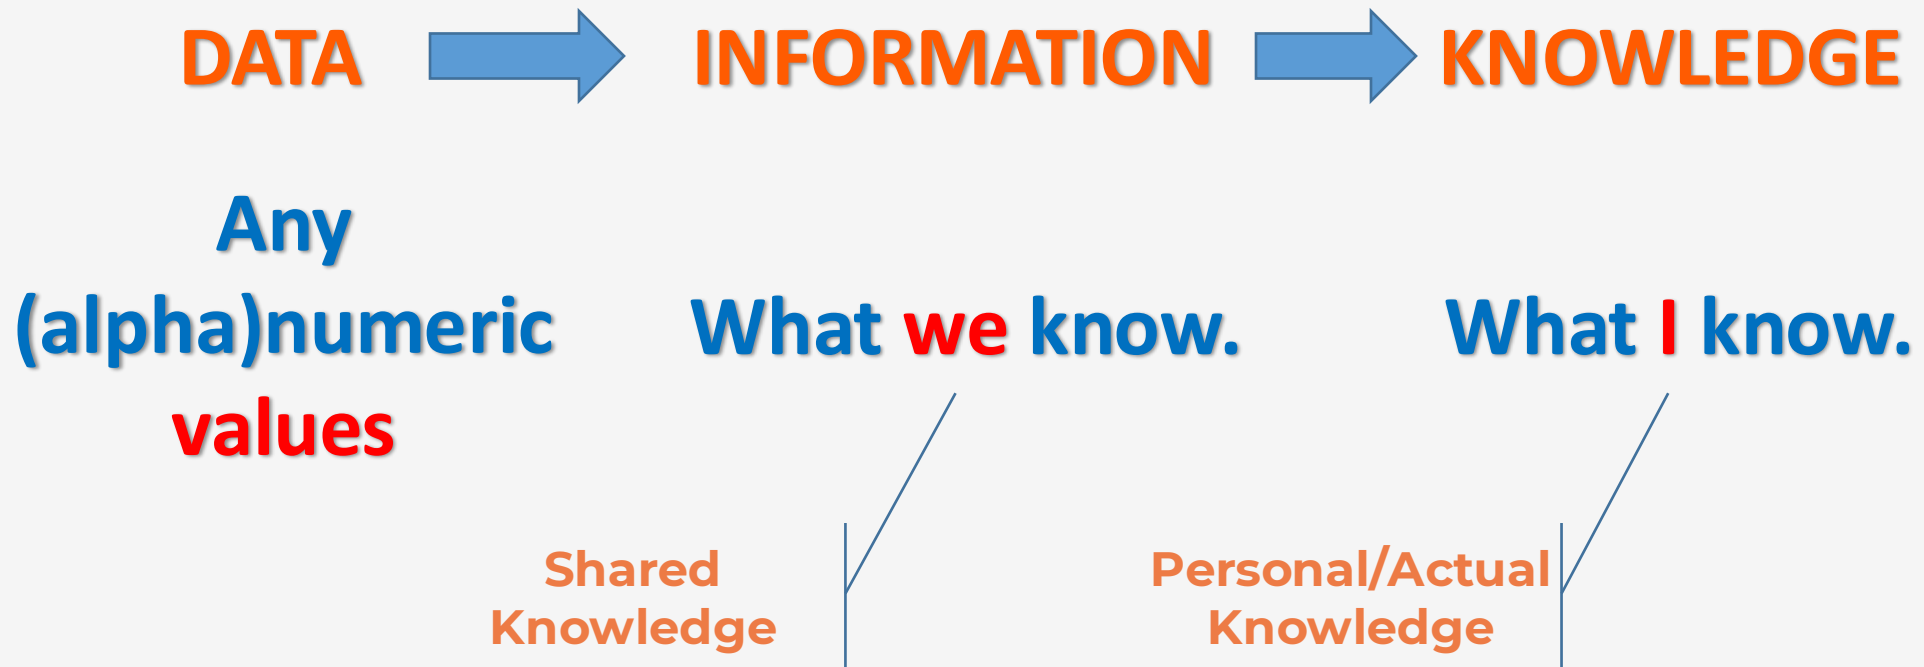 DATA
INFORMATION
KNOWLEDGE
Any
(alpha)numeric
values
What we know.
What I know.
Shared
Knowledge
Personal/Actual
Knowledge